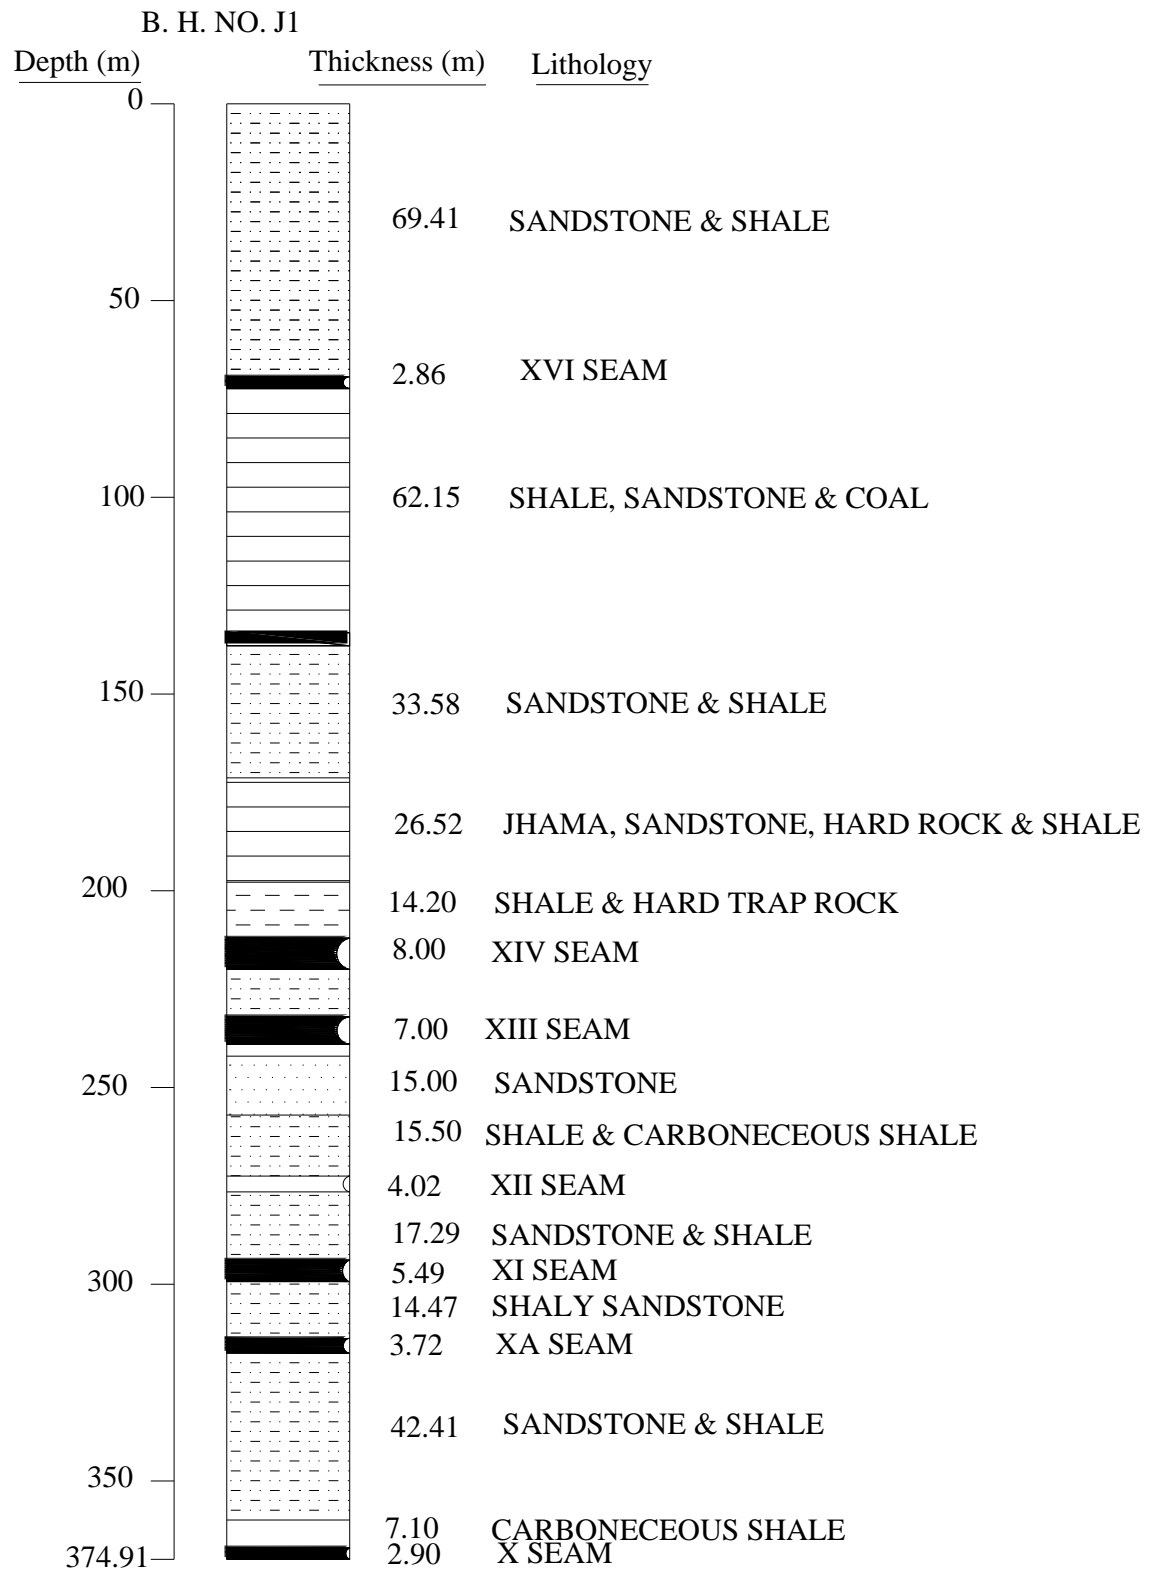 B. H. NO. J1
Depth (m) Thickness (m) Lithology
0
69.41 SANDSTONE & SHALE
50
2.86 XVI SEAM
100 62.15 SHALE, SANDSTONE & COAL
150 33.58 SANDSTONE & SHALE
26.52 JHAMA, SANDSTONE, HARD ROCK & SHALE
200
14.20 SHALE & HARD TRAP ROCK
8.00 XIV SEAM
7.00 XIII SEAM
250 15.00 SANDSTONE
15.50 SHALE & CARBONECEOUS SHALE
4.02 XII SEAM
17.29 SANDSTONE & SHALE
300 5.49 XI SEAM
14.47 SHALY SANDSTONE
3.72 XA SEAM
42.41 SANDSTONE & SHALE
350
7.10 CARBONECEOUS SHALE
374.91 2.90 X SEAM